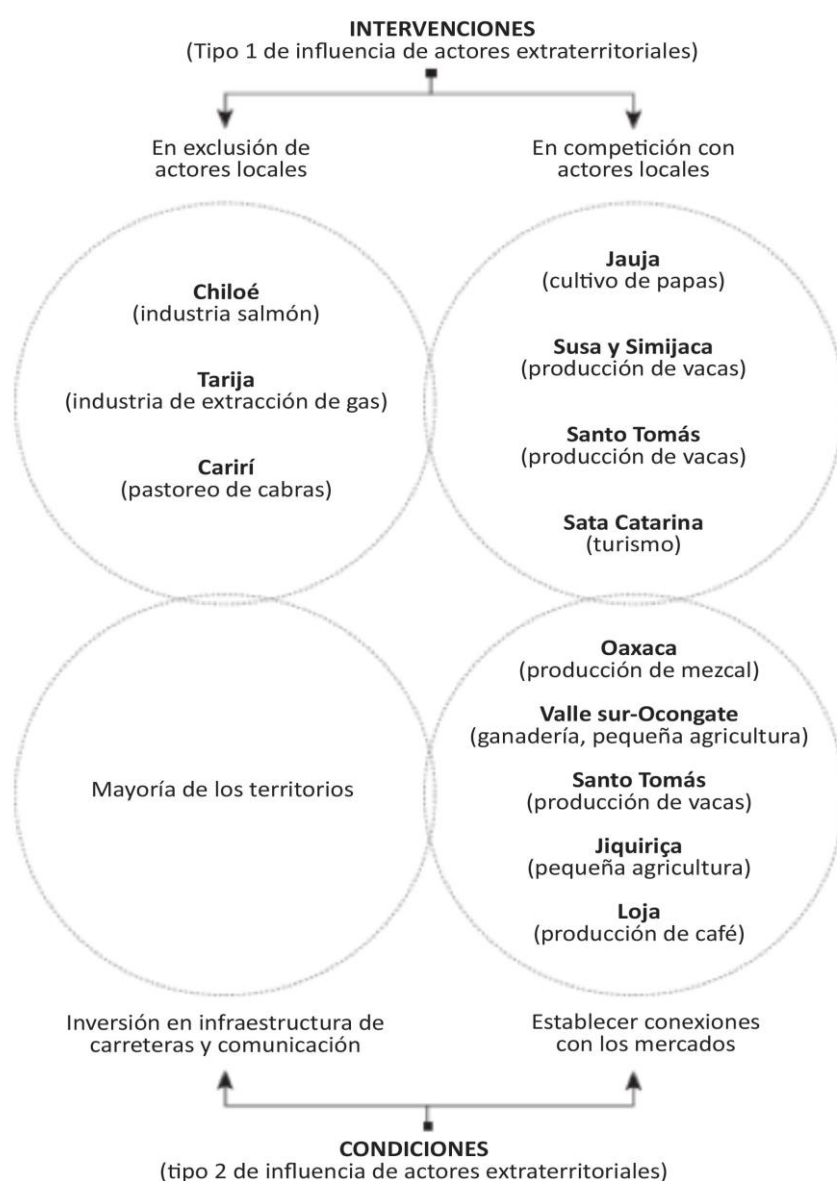 INTERVENCIONES
(Tipo 1 de influencia de actores extraterritoriales)
En exclusión de
actores locales
En competición con
actores locales
Chiloé
(industria salmón)
Tarija
(industria de extracción de gas)
Carirí
(pastoreo de cabras)
Jauja
(cultivo de papas)
Susa y Simijaca
(producción de vacas)
Santo Tomás
(producción de vacas)
Sata Catarina
(turismo)
Mayoría de los territorios
Oaxaca
(producción de mezcal)
Valle sur-Ocongate
(ganadería, pequeña agricultura)
Santo Tomás
(producción de vacas)
Jiquiriça
(pequeña agricultura)
Loja
(producción de café)
Inversión en infraestructura de
carreteras y comunicación
Establecer conexiones
con los mercados
CONDICIONES
(tipo 2 de influencia de actores extraterritoriales)